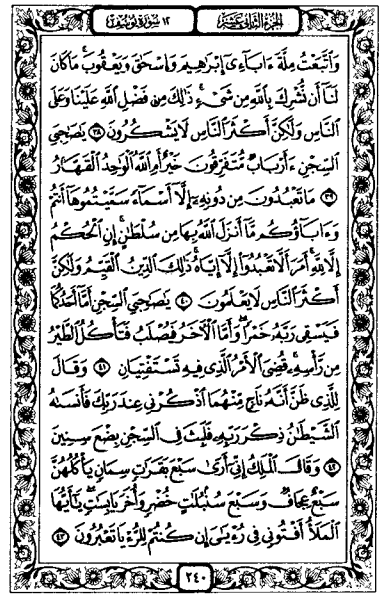 الجزء الثاني عشر
١٢ سورة يوسف
وَٱتَّبَعْتُ مِلَّةَ ءَابَآءِىٓ إِبْرَٰهِيمَ وَإِسْحَٰقَ وَيَعْقُوبَ ۚ مَا كَانَ
لَنَآ أَن نُّشْرِكَ بِٱللَّهِ مِن شَىْءٍ ۚ ذَٰلِكَ مِن فَضْلِ ٱللَّهِ عَلَيْنَا وَعَلَى
ٱلنَّاسِ وَلَٰكِنَّ أَكْثَرَ ٱلنَّاسِ لَا يَشْكُرُونَ ٣٨ يَٰصَىٰحِبَىِ
ٱلسِّجْنِ ءَأَرْبَابٌ مُّتَفَرِّقُونَ خَيْرٌ أَمِ ٱللَّهُ ٱلْوَٰحِدُ ٱلْقَهَّارُ
٣٩ مَا تَعْبُدُونَ مِن دُونِهِۦٓ إِلَّآ أَسْمَآءً سَمَّيْتُمُوهَآ أَنتُمْ
وَءَابَآؤُكُم مَّآ أَنزَلَ ٱللَّهُ بِهَا مِن سُلْطَٰنٍ ۚ إِنِ ٱلْحُكْمُ
إِلَّا لِلَّهِ ۚ أَمَرَ أَلَّا تَعْبُدُوٓا۟ إِلَّآ إِيَّاهُ ۚ ذَٰلِكَ ٱلدِّينُ ٱلْقَيِّمُ وَلَٰكِنَّ
أَكْثَرَ ٱلنَّاسِ لَا يَعْلَمُونَ ٤٠ يَٰصَىٰحِبَىِ ٱلسِّجْنِ أَمَّآ أَحَدُكُمَا
فَيَسْقِى رَبَّهُۥ خَمْرًا ۖ وَأَمَّا ٱلْءَاخَرُ فَيُصْلَبُ فَتَأْكُلُ ٱلطَّيْرُ
مِن رَّأْسِهِۦ ۚ قُضِىَ ٱلْأَمْرُ ٱلَّذِى فِيهِ تَسْتَفْتِيَانِ ٤١ وَقَالَ
لِلَّذِى ظَنَّ أَنَّهُۥ نَاجٍ مِّنْهُمَا ٱذْكُرْنِى عِندَ رَبِّكَ فَأَنسَىٰهُ
ٱلشَّيْطَٰنُ ذِكْرَ رَبِّهِۦ فَلَبِثَ فِى ٱلسِّجْنِ بِضْعَ سِنِينَ
٤٢ وَقَالَ ٱلْمَلِكُ إِنِّىٓ أَرَىٰ سَبْعَ بَقَرَٰتٍ سِمَانٍ يَأْكُلُهُنَّ
سَبْعٌ عِجَافٌ وَسَبْعَ سُنۢبُلَٰتٍ خُضْرٍ وَأُخَرَ يَابِسَٰتٍ ۖ يَٰٓأَيُّهَا
ٱلْمَلَأُ أَفْتُونِى فِى رُءْيَٰىَ إِن كُنتُمْ لِلرُّءْيَا تَعْبُرُونَ ٤٣
٢٤٠